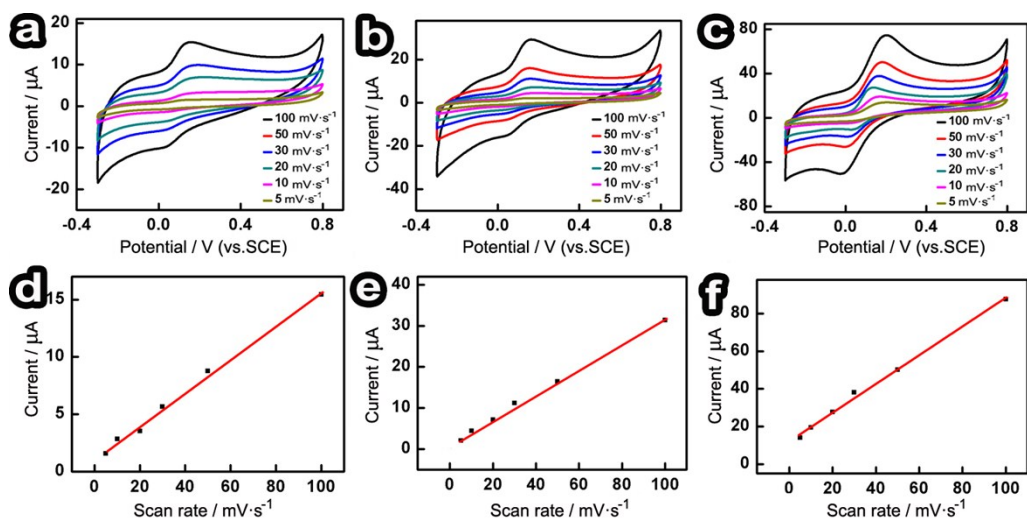 a
20
10
0
-10
-20
Current / µA
100 mV·s⁻¹
50 mV·s⁻¹
30 mV·s⁻¹
20 mV·s⁻¹
10 mV·s⁻¹
5 mV·s⁻¹
-0.4 0.0 0.4 0.8
Potential / V (vs.SCE)
b
40
20
0
-20
-40
Current / µA
100 mV·s⁻¹
50 mV·s⁻¹
30 mV·s⁻¹
20 mV·s⁻¹
10 mV·s⁻¹
5 mV·s⁻¹
-0.4 0.0 0.4 0.8
Potential / V (vs.SCE)
c
80
40
0
-40
-80
Current / µA
100 mV·s⁻¹
50 mV·s⁻¹
30 mV·s⁻¹
20 mV·s⁻¹
10 mV·s⁻¹
5 mV·s⁻¹
-0.4 0.0 0.4 0.8
Potential / V (vs.SCE)
d
15
10
5
0
Current / µA
0 20 40 60 80 100
Scan rate / mV·s⁻¹
e
40
30
20
10
0
Current / µA
0 20 40 60 80 100
Scan rate / mV·s⁻¹
f
80
60
40
20
0
Current / µA
0 20 40 60 80 100
Scan rate / mV·s⁻¹